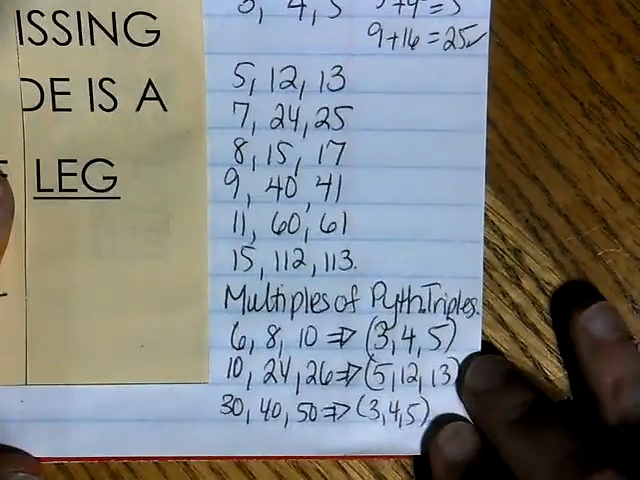 ISSING
DE IS A
LEG
3, 4, 5
9+16=25✓
5, 12, 13
7, 24, 25
8, 15, 17
9, 40, 41
11, 60, 61
15, 112, 113.
Multiples of Pyth. Triples.
6, 8, 10 ⇒ (3, 4, 5)
10, 24, 26 ⇒ (5, 12, 13)
30, 40, 50 ⇒ (3, 4, 5)